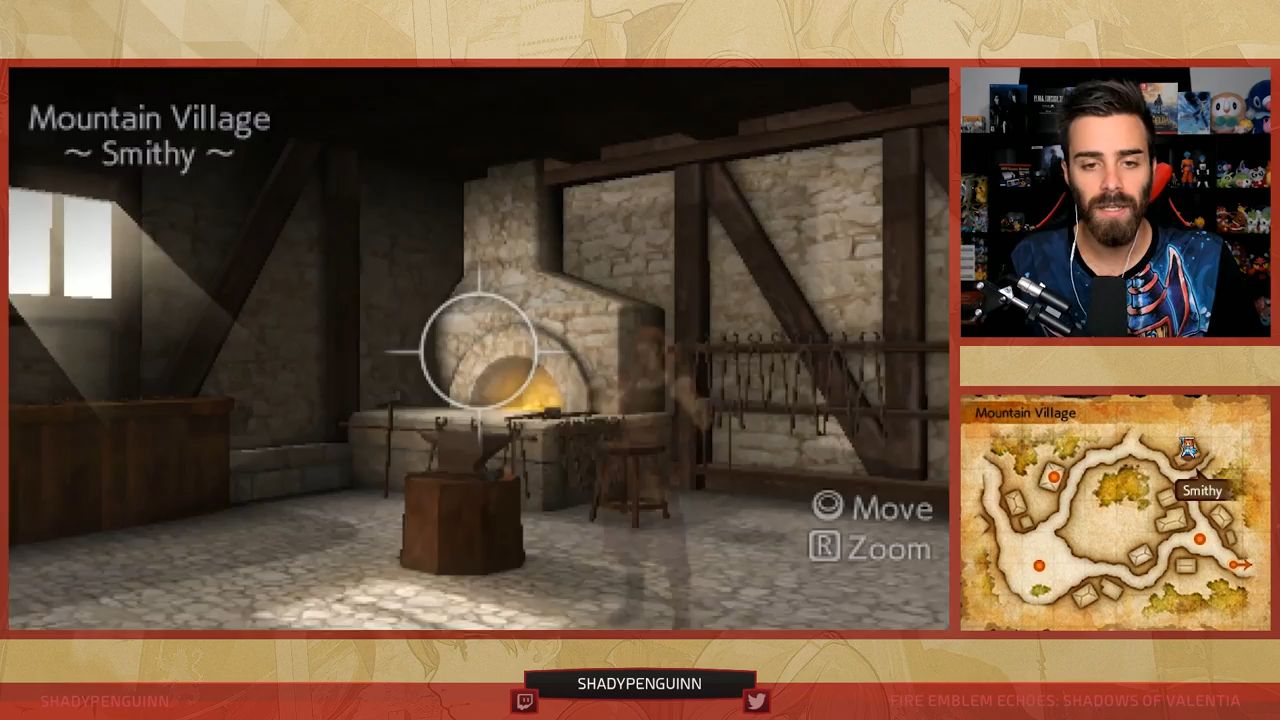 Mountain Village
~ Smithy ~
R
Move
Zoom
Mountain Village
Smithy
SHADYPENGUINN
SHADYPENGUINN
FIRE EMBLEM ECHOES: SHADOWS OF VALENTIA